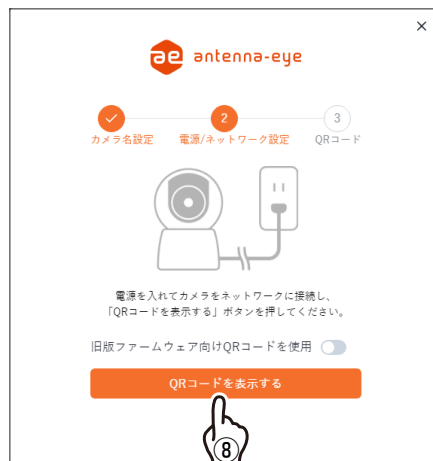 ×
ae antenna-eye
2
3
カメラ名設定 電源/ネットワーク設定 QRコード
電源を入れてカメラをネットワークに接続し、
「QRコードを表示する」ボタンを押してください。
旧版ファームウェア向けQRコードを使用
QRコードを表示する
⑧